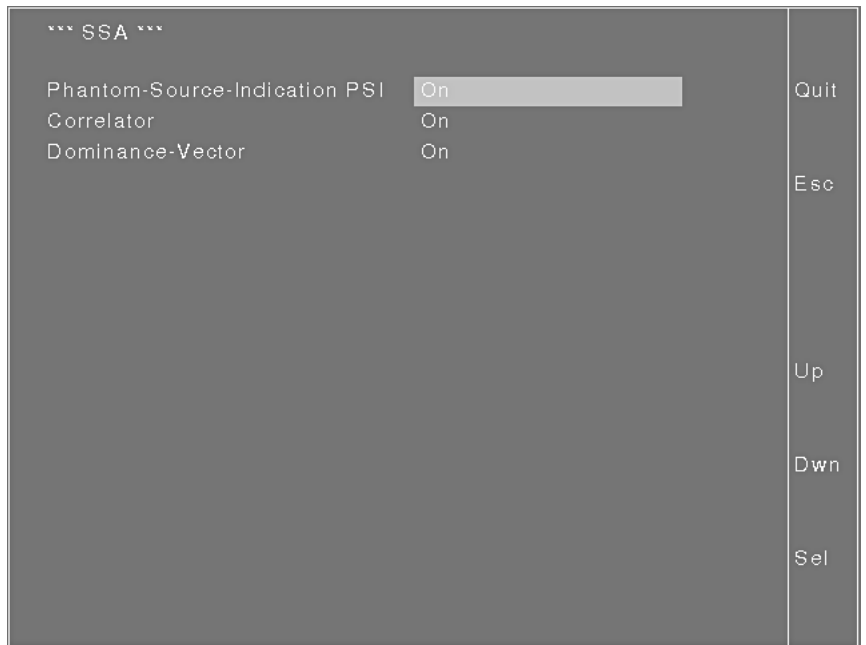 *** SSA ***
Phantom-Source-Indication PSI On
Correlator On
Dominance-Vector On
Quit
Esc
Up
Dwn
Sel